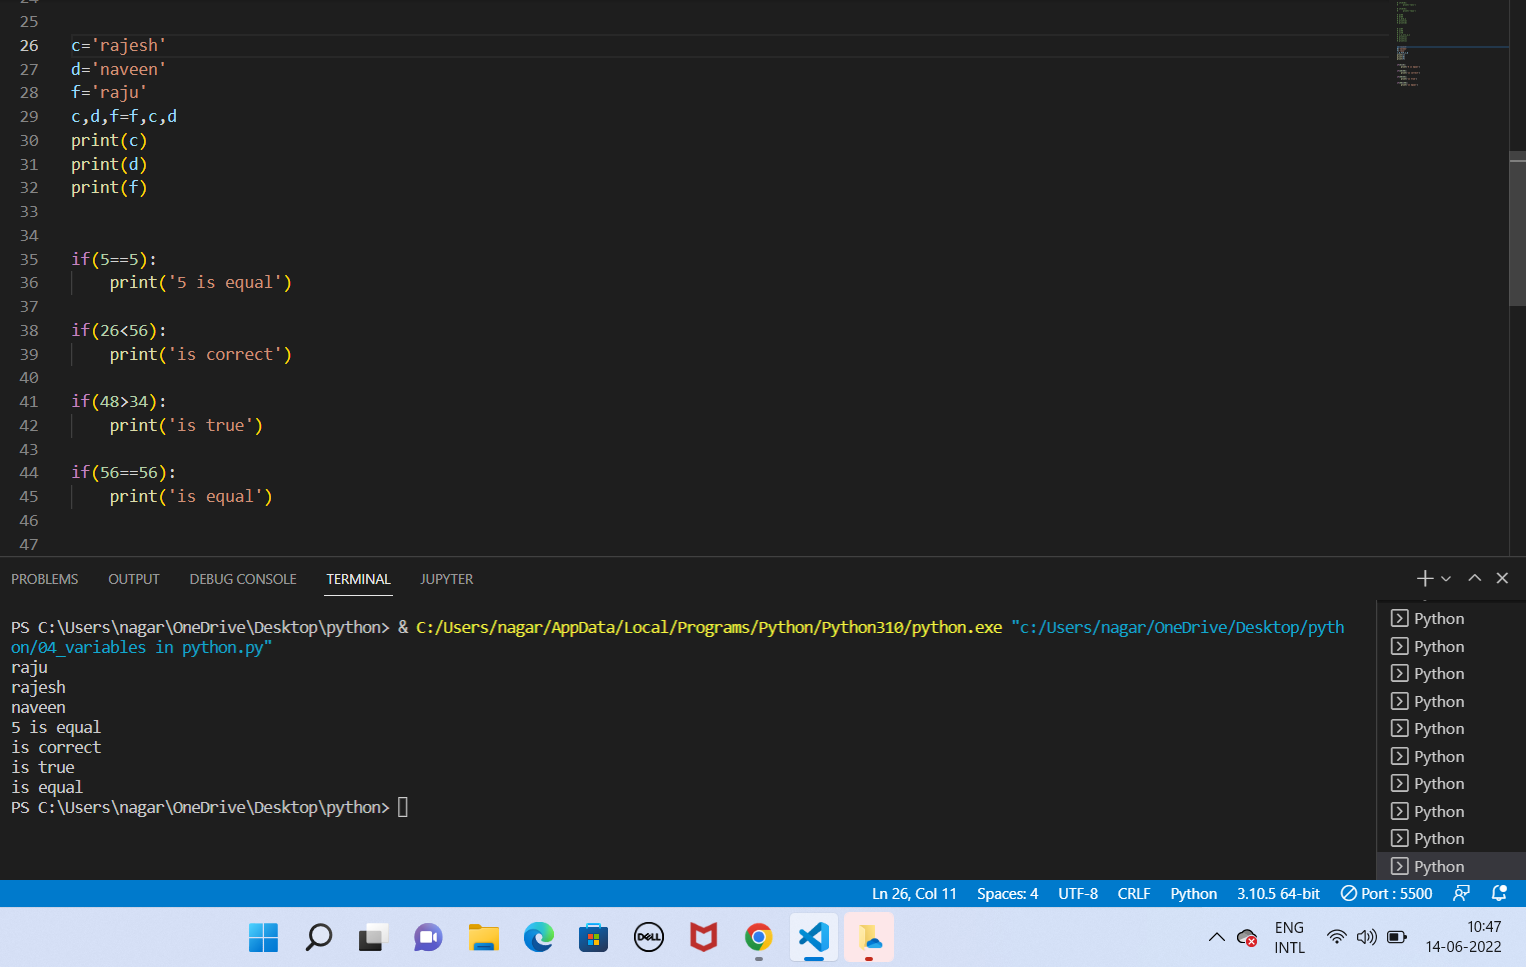 24
25
26 c='rajesh'
27 d='naveen'
28 f='raju'
29 c,d,f=f,c,d
30 print(c)
31 print(d)
32 print(f)
33
34
35 if(5==5):
36 print('5 is equal')
37
38 if(26<56):
39 print('is correct')
40
41 if(48>34):
42 print('is true')
43
44 if(56==56):
45 print('is equal')
46
47
PROBLEMS OUTPUT DEBUG CONSOLE TERMINAL JUPYTER
PS C:\Users\nagar\OneDrive\Desktop\python> & C:/Users/nagar/AppData/Local/Programs/Python/Python310/python.exe "c:/Users/nagar/OneDrive/Desktop/pyth
on/04_variables in python.py"
raju
rajesh
naveen
5 is equal
is correct
is true
is equal
PS C:\Users\nagar\OneDrive\Desktop\python>
Python
Python
Python
Python
Python
Python
Python
Python
Python
Python
Ln 26, Col 11 Spaces: 4 UTF-8 CRLF Python 3.10.5 64-bit Port : 5500
DELL
ENG
INTL
10:47
14-06-2022